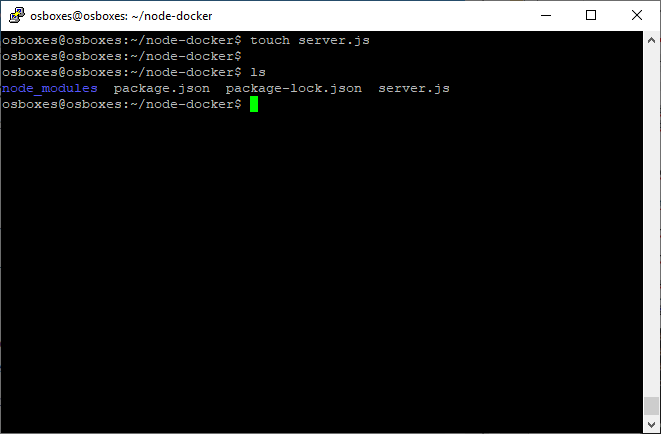 osboxes@osboxes: ~/node-docker
osboxes@osboxes:~/node-docker$ touch server.js
osboxes@osboxes:~/node-docker$
osboxes@osboxes:~/node-docker$ ls
node_modules  package.json  package-lock.json  server.js
osboxes@osboxes:~/node-docker$